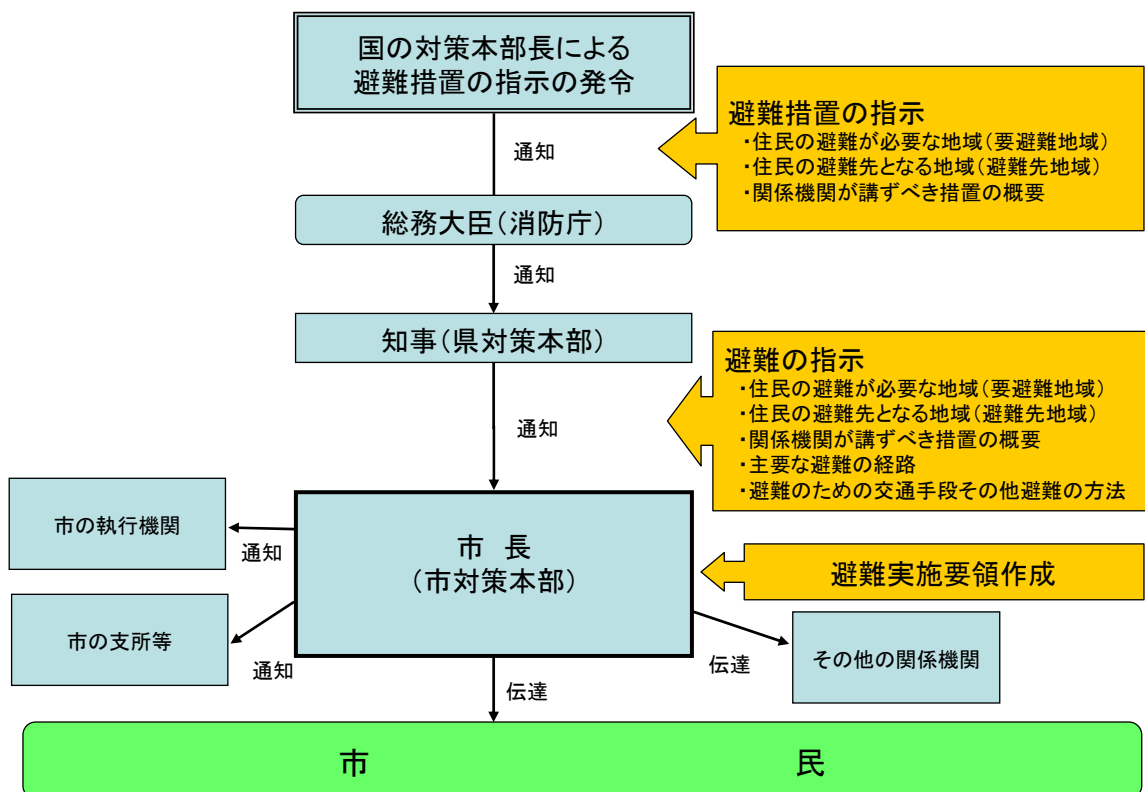 国の対策本部長による
避難措置の指示の発令
避難措置の指示
・住民の避難が必要な地域(要避難地域)
・住民の避難先となる地域(避難先地域)
・関係機関が講ずべき措置の概要
通知
総務大臣(消防庁)
通知
知事(県対策本部)
避難の指示
・住民の避難が必要な地域(要避難地域)
・住民の避難先となる地域(避難先地域)
・関係機関が講ずべき措置の概要
・主要な避難の経路
・避難のための交通手段その他避難の方法
通知
市の執行機関
通知
市 長
(市対策本部)
避難実施要領作成
市の支所等
通知
伝達
その他の関係機関
伝達
市 民